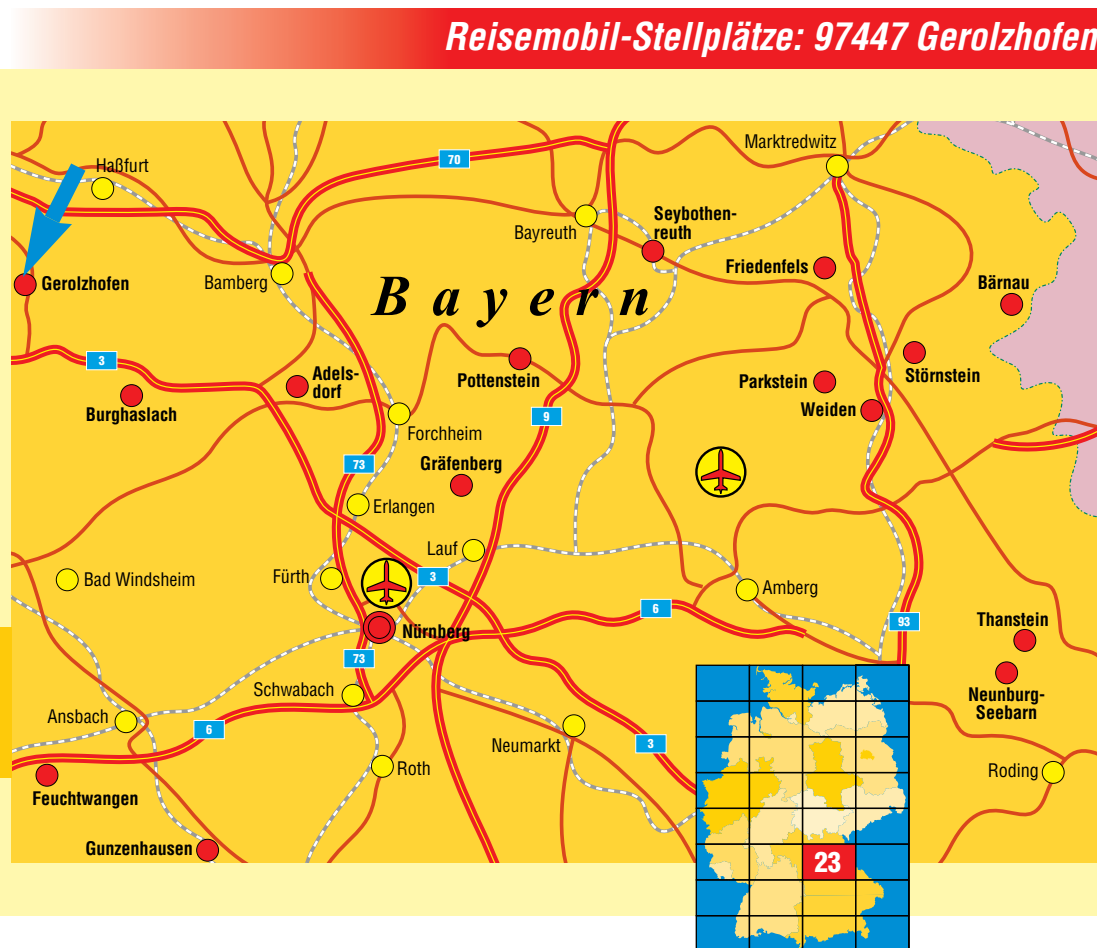 Reisemobil-Stellplätze: 97447 Gerolzhofen
Marktredwitz
Haßfurt
70
Seybothen-
reuth
Bayreuth
Friedenfels
Gerolzhofen
Bamberg
Bayern
Bärnau
3
Adels-
dorf
Pottenstein
Störnstein
Parkstein
Burghaslach
Weiden
9
Forchheim
73
Gräfenberg
Erlangen
Lauf
Bad Windsheim
Fürth
3
Amberg
6
93
Nürnberg
Thanstein
73
Schwabach
Neunburg-
Seebarn
Ansbach
6
Neumarkt
3
Roth
Roding
Feuchtwangen
Gunzenhausen
23